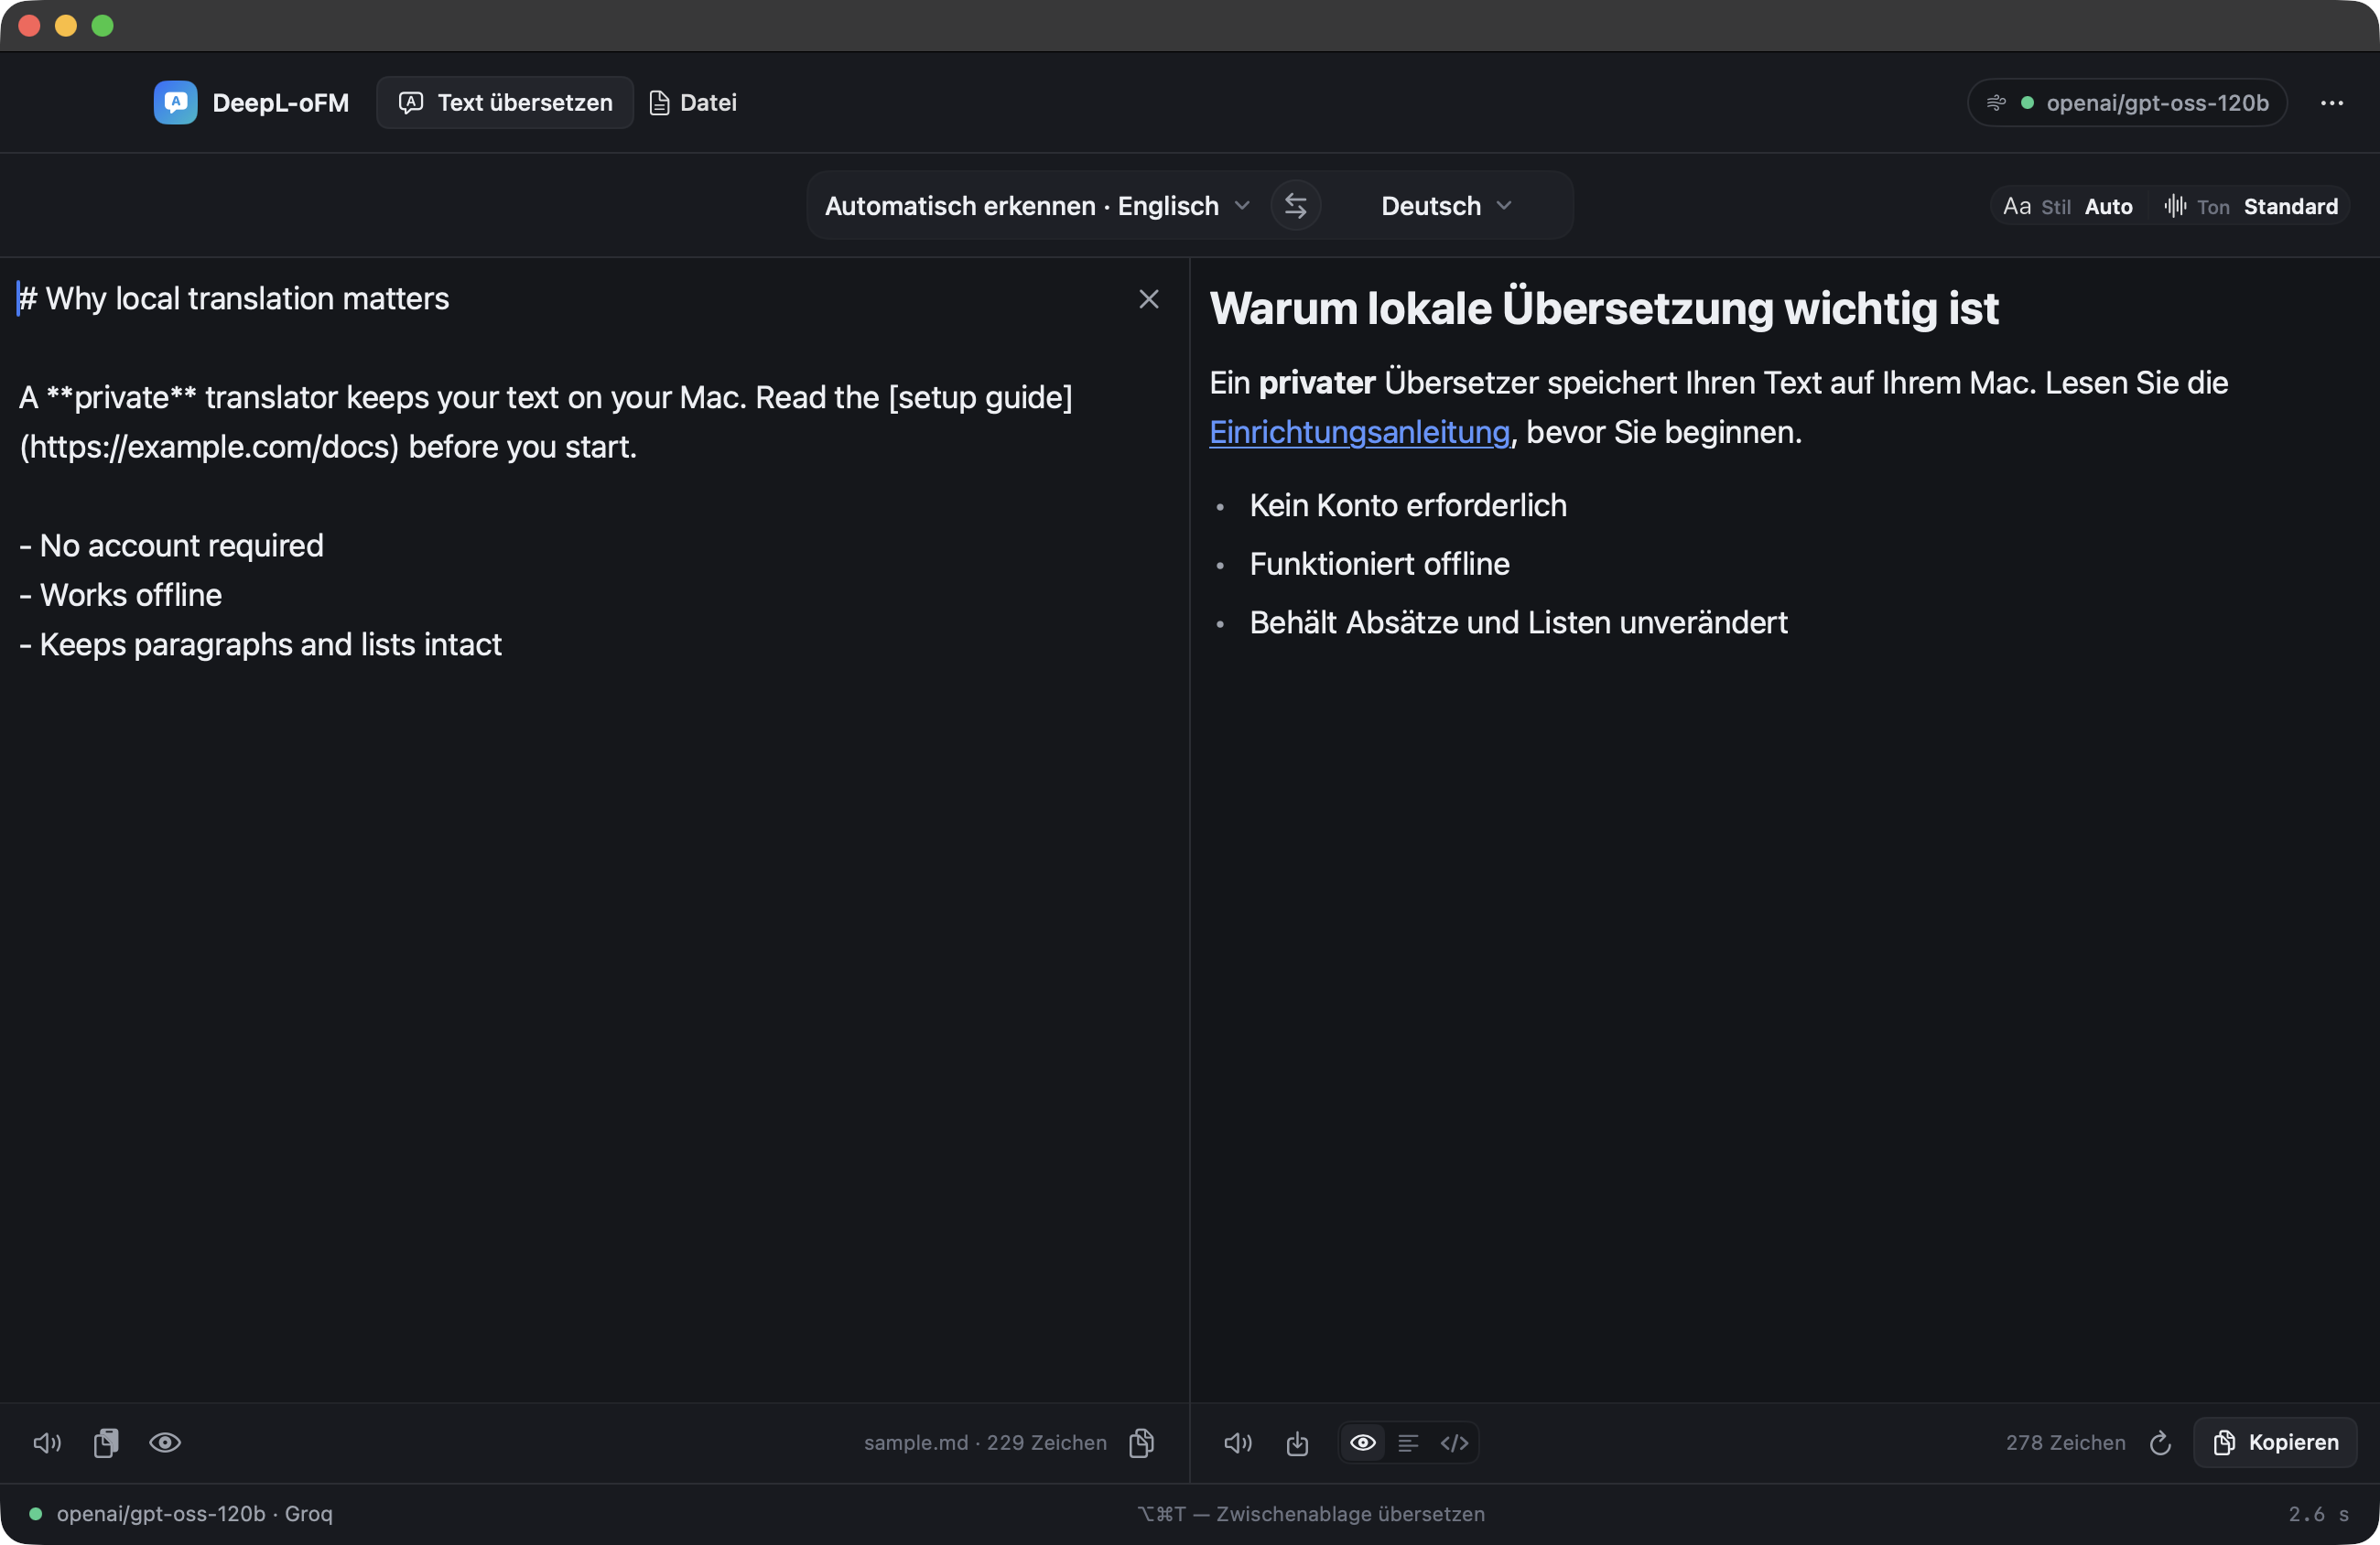 DeepL-oFM
Text übersetzen
Datei
openai/gpt-oss-120b
Automatisch erkennen · Englisch
Deutsch
Aa Stil Auto
Ton Standard
# Why local translation matters
A **private** translator keeps your text on your Mac. Read the [setup guide]
(https://example.com/docs) before you start.
- No account required
- Works offline
- Keeps paragraphs and lists intact
Warum lokale Übersetzung wichtig ist
Ein privater Übersetzer speichert Ihren Text auf Ihrem Mac. Lesen Sie die
Einrichtungsanleitung, bevor Sie beginnen.
• Kein Konto erforderlich
• Funktioniert offline
• Behält Absätze und Listen unverändert
sample.md · 229 Zeichen
278 Zeichen
Kopieren
openai/gpt-oss-120b · Groq
⌥⌘T — Zwischenablage übersetzen
2.6 s